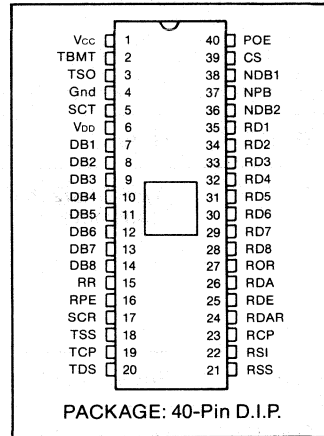 Vcc 1 40 POE
TBMT 2 39 CS
TSO 3 38 NDB1
Gnd 4 37 NPB
SCT 5 36 NDB2
VDD 6 35 RD1
DB1 7 34 RD2
DB2 8 33 RD3
DB3 9 32 RD4
DB4 10 31 RD5
DB5 11 30 RD6
DB6 12 29 RD7
DB7 13 28 RD8
DB8 14 27 ROR
RR 15 26 RDA
RPE 16 25 RDE
SCR 17 24 RDAR
TSS 18 23 RCP
TCP 19 22 RSI
TDS 20 21 RSS
PACKAGE: 40-Pin D.I.P.